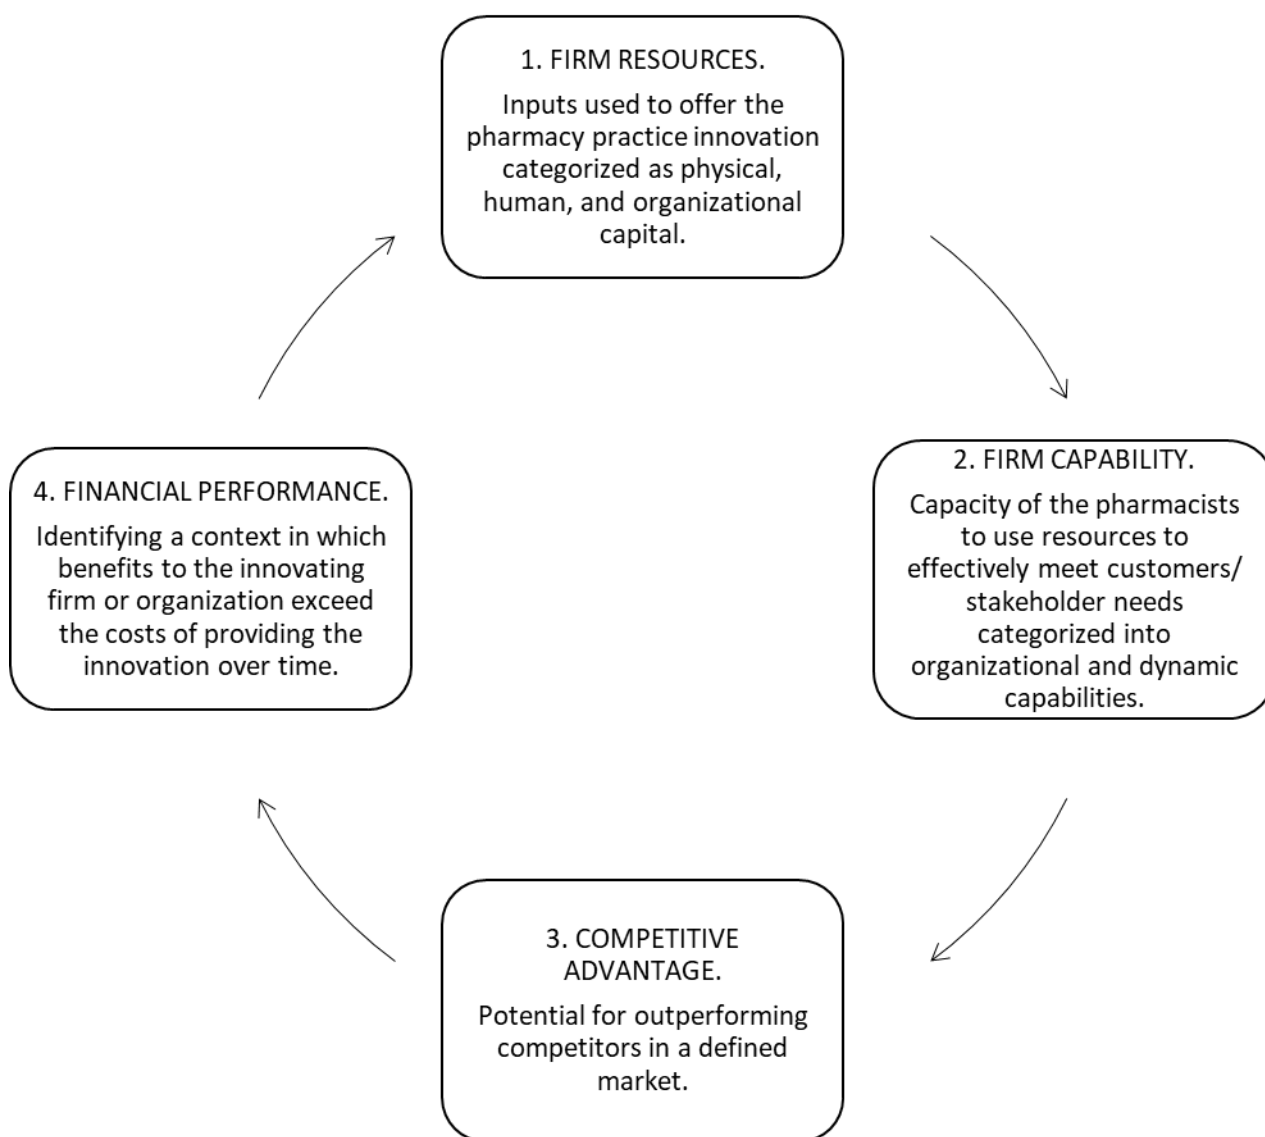 1. FIRM RESOURCES.
Inputs used to offer the
pharmacy practice innovation
categorized as physical,
human, and organizational
capital.
2. FIRM CAPABILITY.
Capacity of the pharmacists
to use resources to
effectively meet customers/
stakeholder needs
categorized into
organizational and dynamic
capabilities.
3. COMPETITIVE
ADVANTAGE.
Potential for outperforming
competitors in a defined
market.
4. FINANCIAL PERFORMANCE.
Identifying a context in which
benefits to the innovating
firm or organization exceed
the costs of providing the
innovation over time.